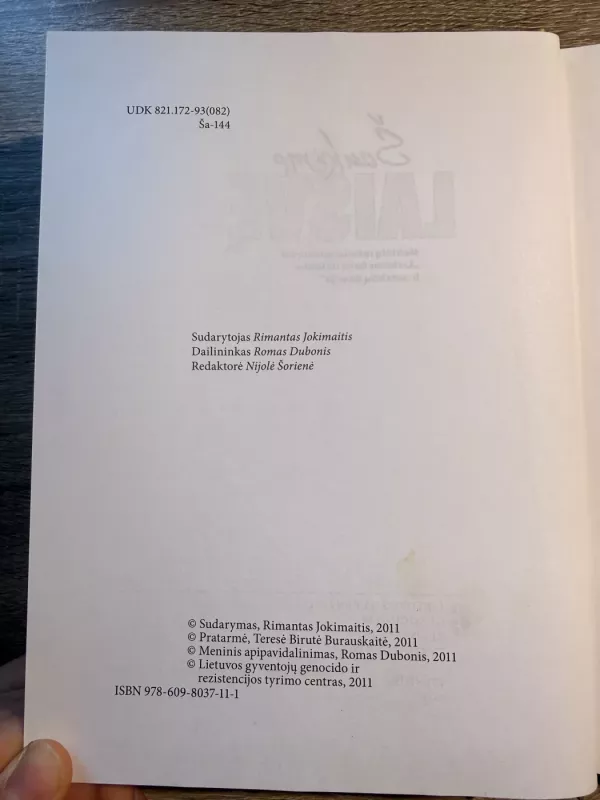 UDK 821.172-93(082)
Ša-144
Sudarytojas Rimantas Jokimaitis
Dailininkas Romas Dubonis
Redaktorė Nijolė Šorienė
© Sudarymas, Rimantas Jokimaitis, 2011
© Pratarmė, Teresė Birutė Burauskaitė, 2011
© Meninis apipavidalinimas, Romas Dubonis, 2011
© Lietuvos gyventojų genocido ir
rezistencijos tyrimo centras, 2011
ISBN 978-609-8037-11-1